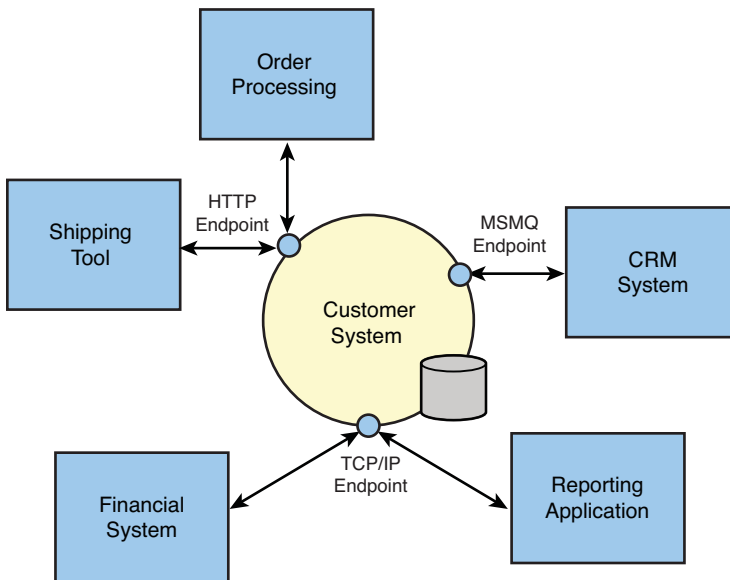 Order
Processing
HTTP
Endpoint
Shipping
Tool
MSMQ
Endpoint
CRM
System
Customer
System
TCP/IP
Endpoint
Financial
System
Reporting
Application